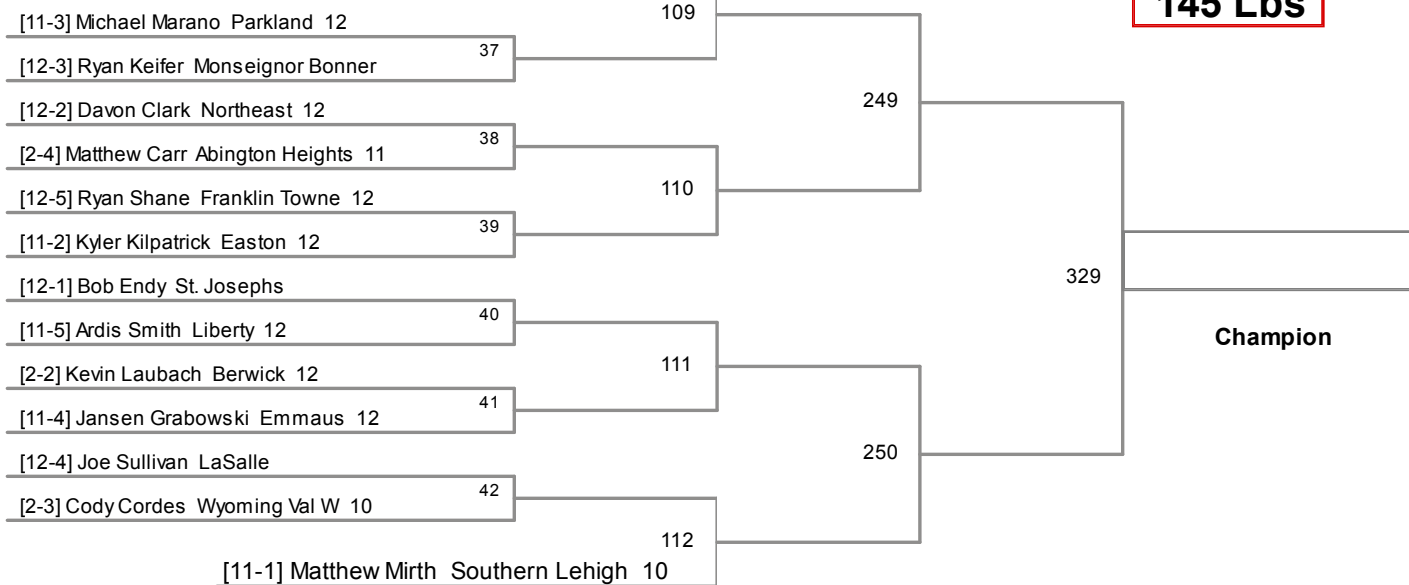 145 Lbs
109
[11-3] Michael Marano Parkland 12
37
[12-3] Ryan Keifer Monseignor Bonner
249
[12-2] Davon Clark Northeast 12
38
[2-4] Matthew Carr Abington Heights 11
110
[12-5] Ryan Shane Franklin Towne 12
39
[11-2] Kyler Kilpatrick Easton 12
329
[12-1] Bob Endy St. Josephs
40
[11-5] Ardis Smith Liberty 12
Champion
111
[2-2] Kevin Laubach Berwick 12
41
[11-4] Jansen Grabowski Emmaus 12
250
[12-4] Joe Sullivan LaSalle
42
[2-3] Cody Cordes Wyoming Val W 10
112
[11-1] Matthew Mirth Southern Lehigh 10